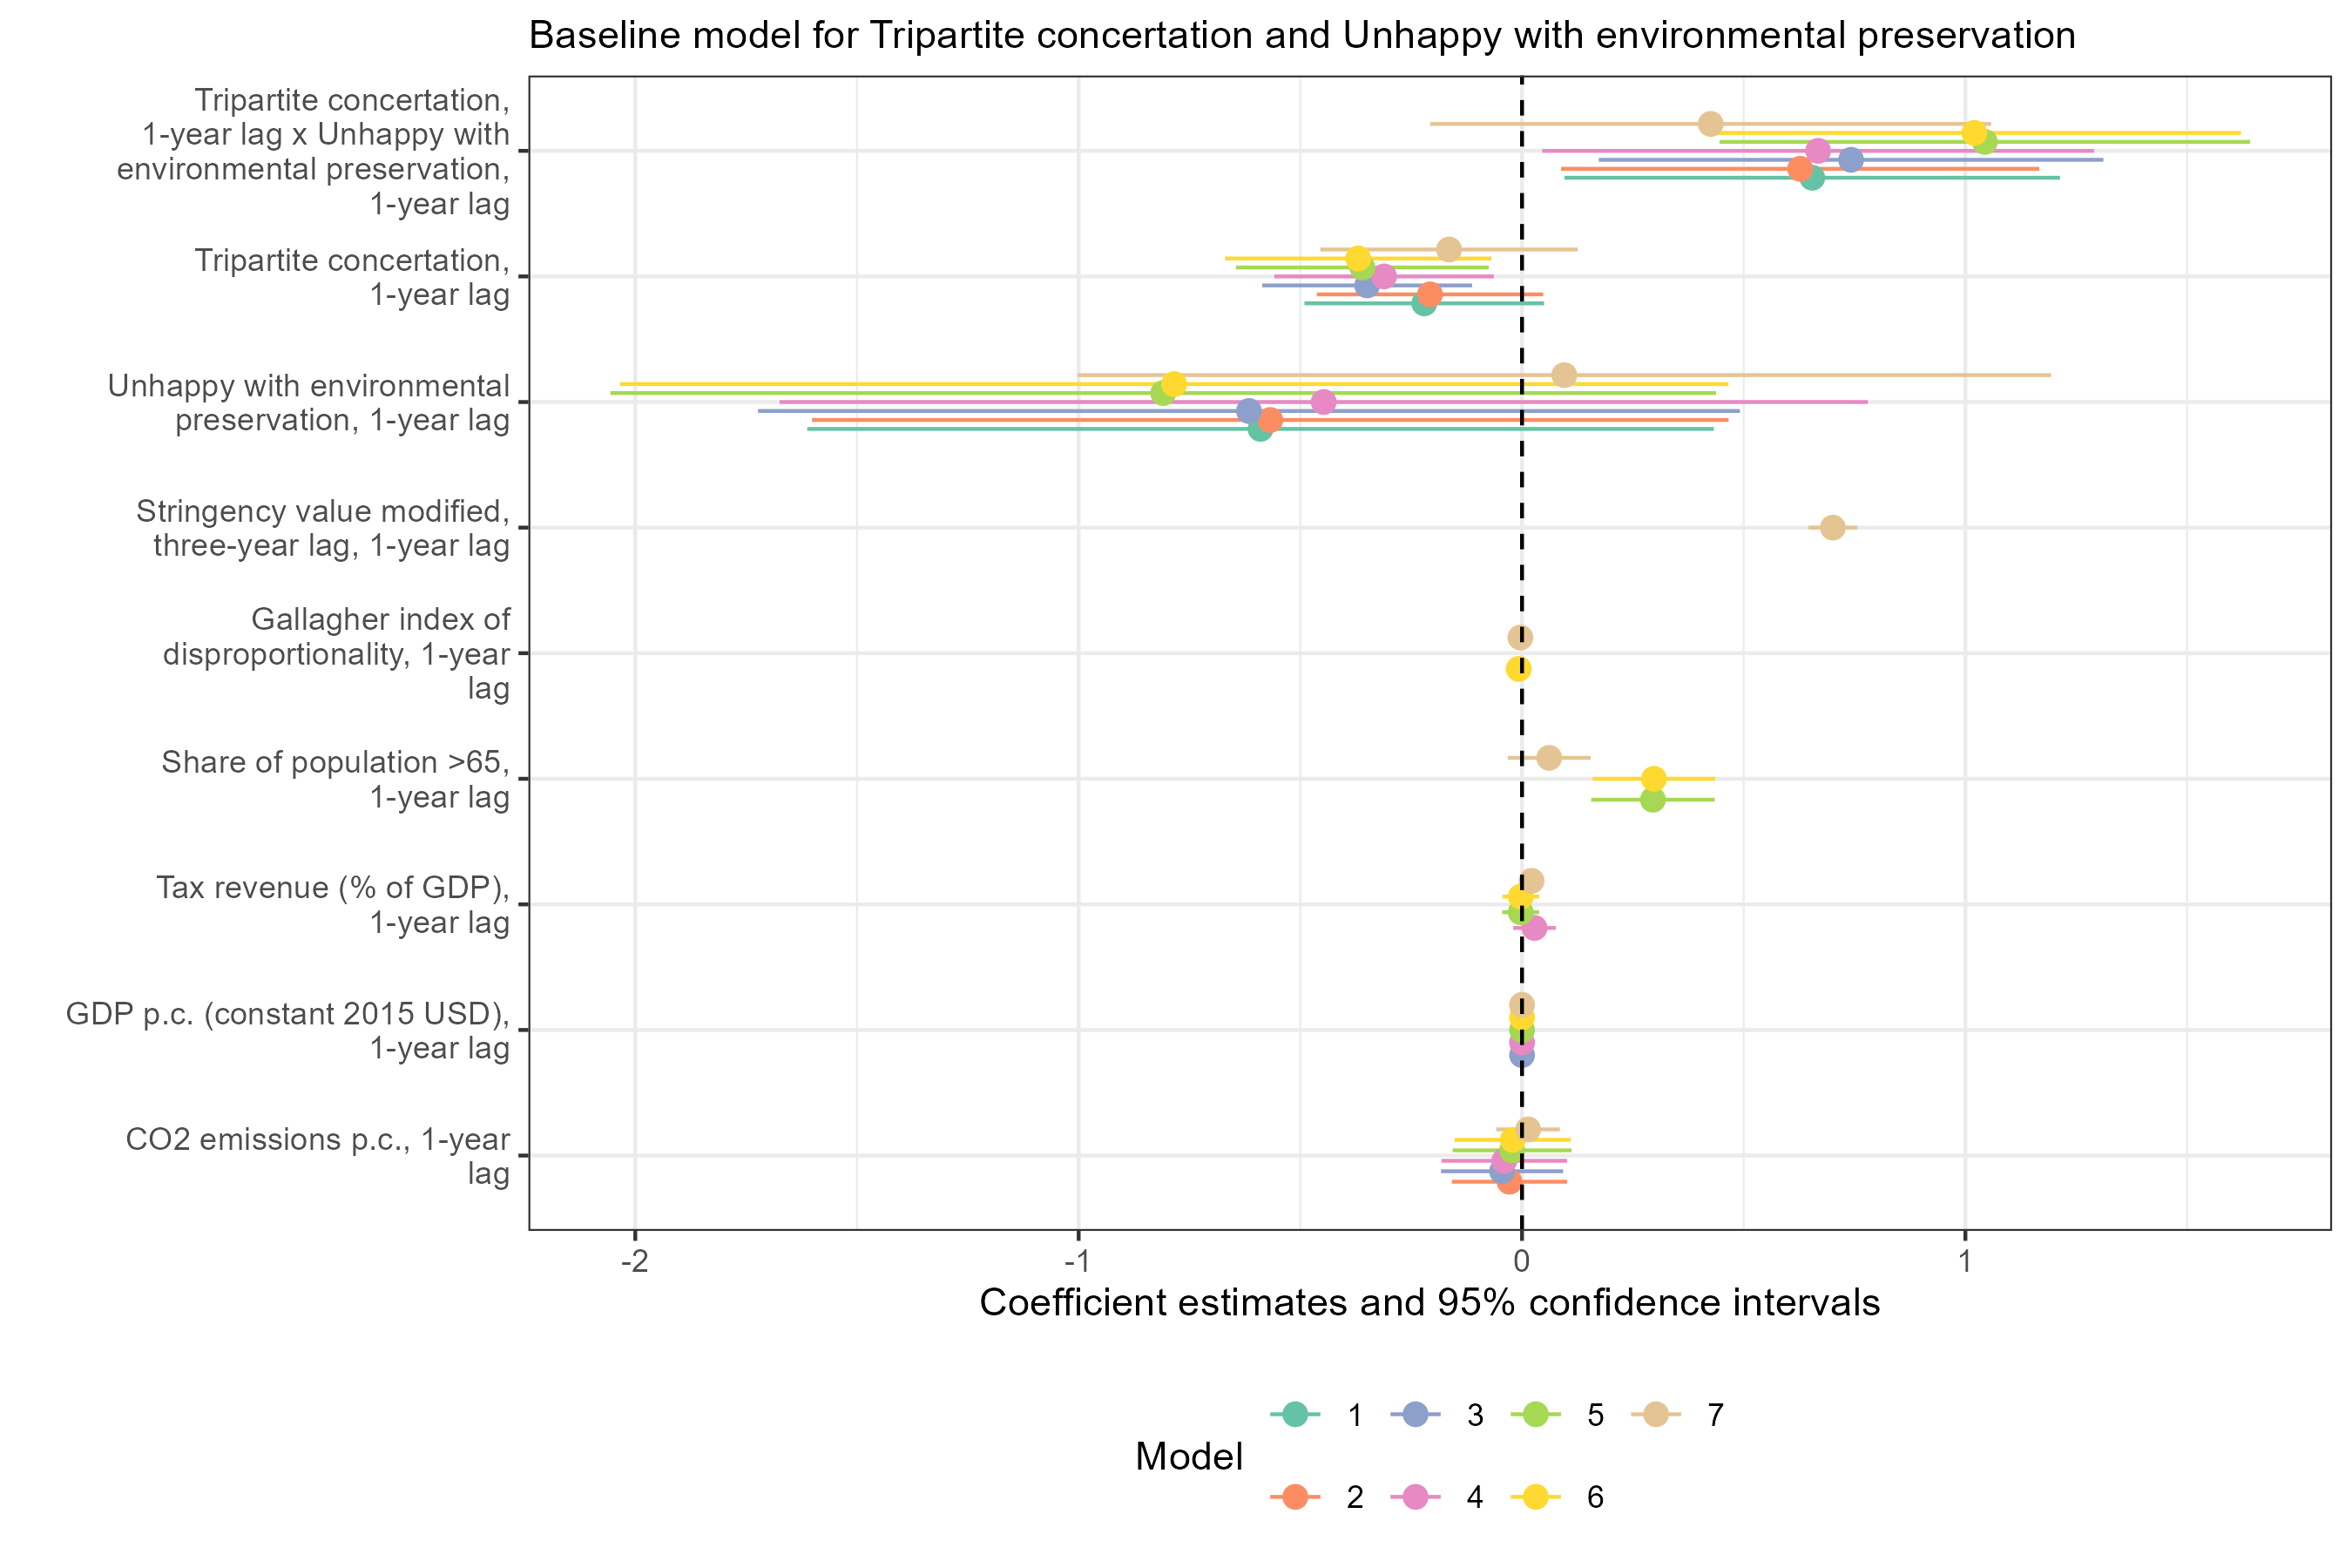 Baseline model for Tripartite concertation and Unhappy with environmental preservation
Tripartite concertation,
1-year lag x Unhappy with
environmental preservation,
1-year lag
Tripartite concertation,
1-year lag
Unhappy with environmental
preservation, 1-year lag
Stringency value modified,
three-year lag, 1-year lag
Gallagher index of
disproportionality, 1-year
lag
Share of population >65,
1-year lag
Tax revenue (% of GDP),
1-year lag
GDP p.c. (constant 2015 USD),
1-year lag
CO2 emissions p.c., 1-year
lag
-2 -1 0 1
Coefficient estimates and 95% confidence intervals
Model
1 3 5 7
2 4 6